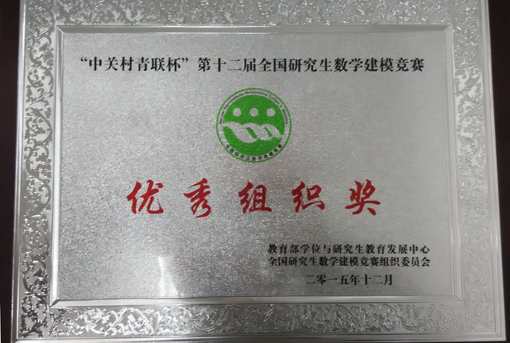 “中关村青联杯”第十二届全国研究生数学建模竞赛
优秀组织奖
教育部学位与研究生教育发展中心
全国研究生数学建模竞赛组织委员会
二零一五年十二月